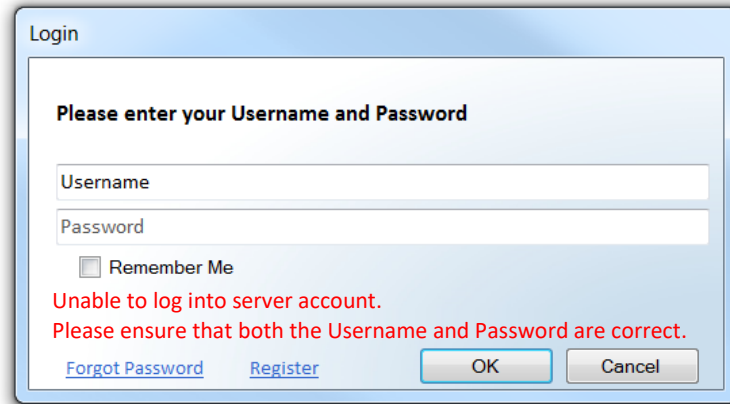 Login
Please enter your Username and Password
Username
Password
Remember Me
Unable to log into server account.
Please ensure that both the Username and Password are correct.
Forgot Password Register OK Cancel